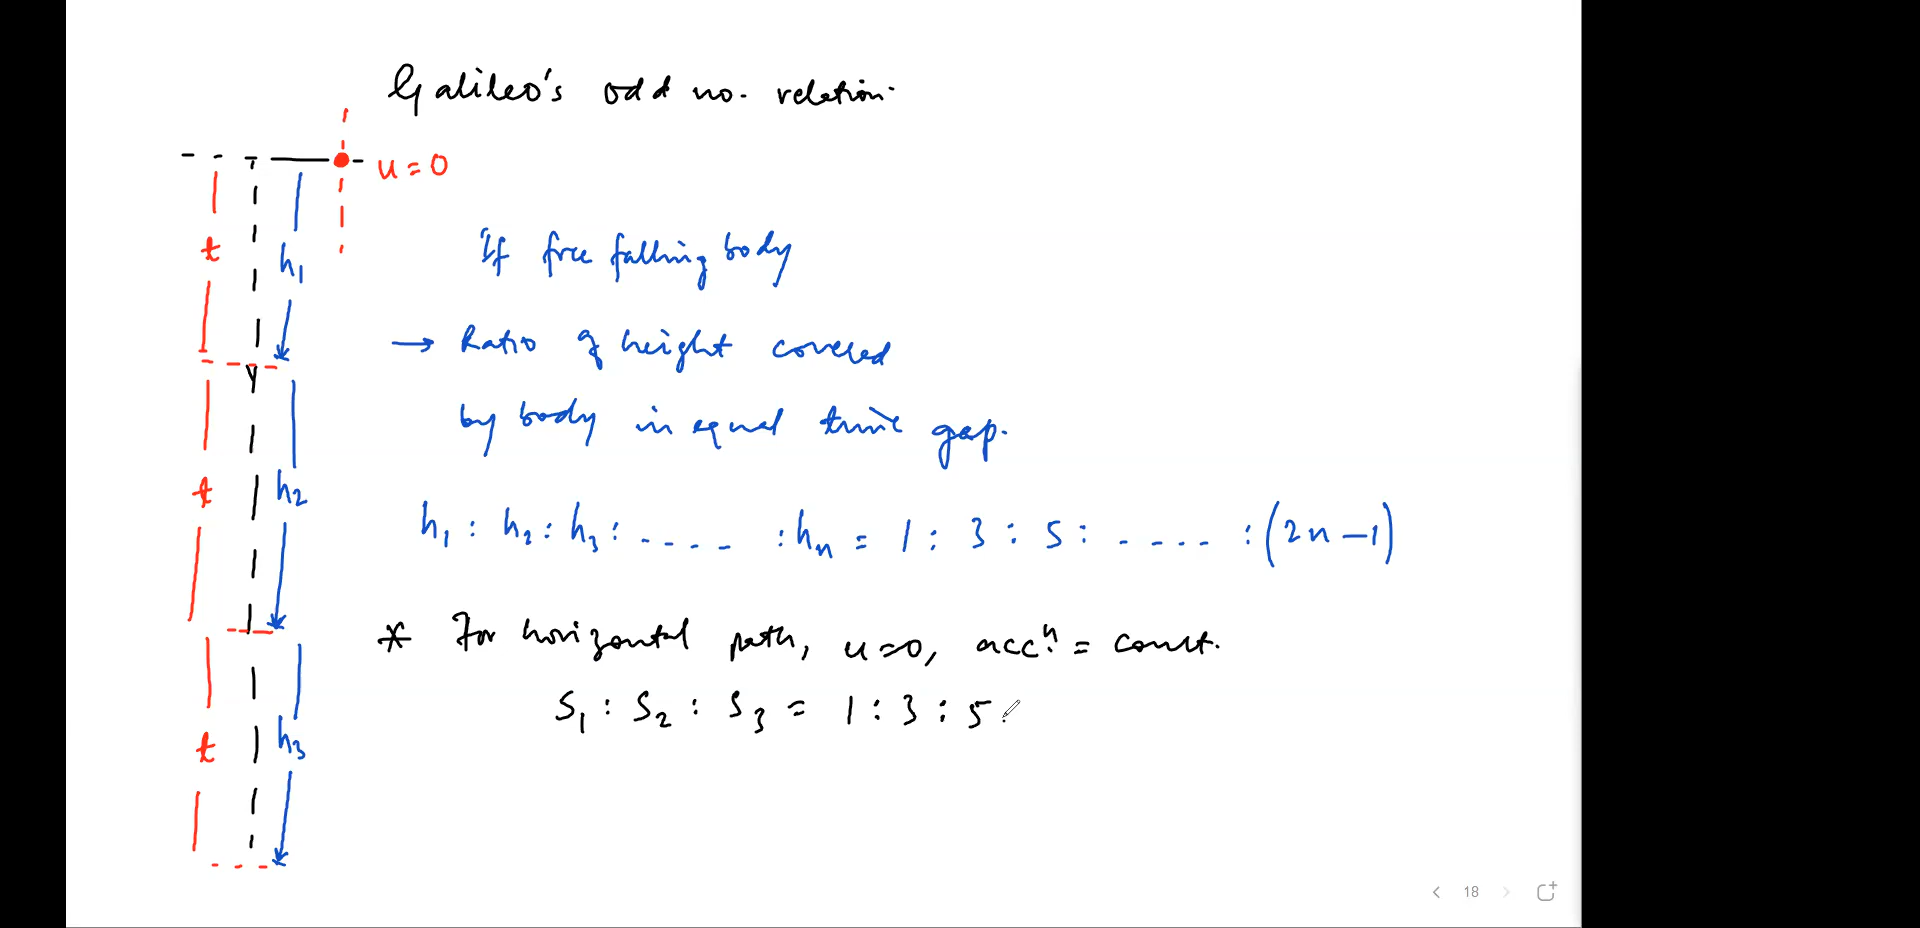 Galileo's odd no. relation.
u = 0
t
h1
If free falling body
→ Ratio of height covered
by body in equal time gap.
t
h2
h1 : h2 : h3 : .... : hn = 1 : 3 : 5 : .... : (2n-1)
* For horizontal path, u=0, accn. = const.
S1 : S2 : S3 = 1 : 3 : 5
t
h3
18